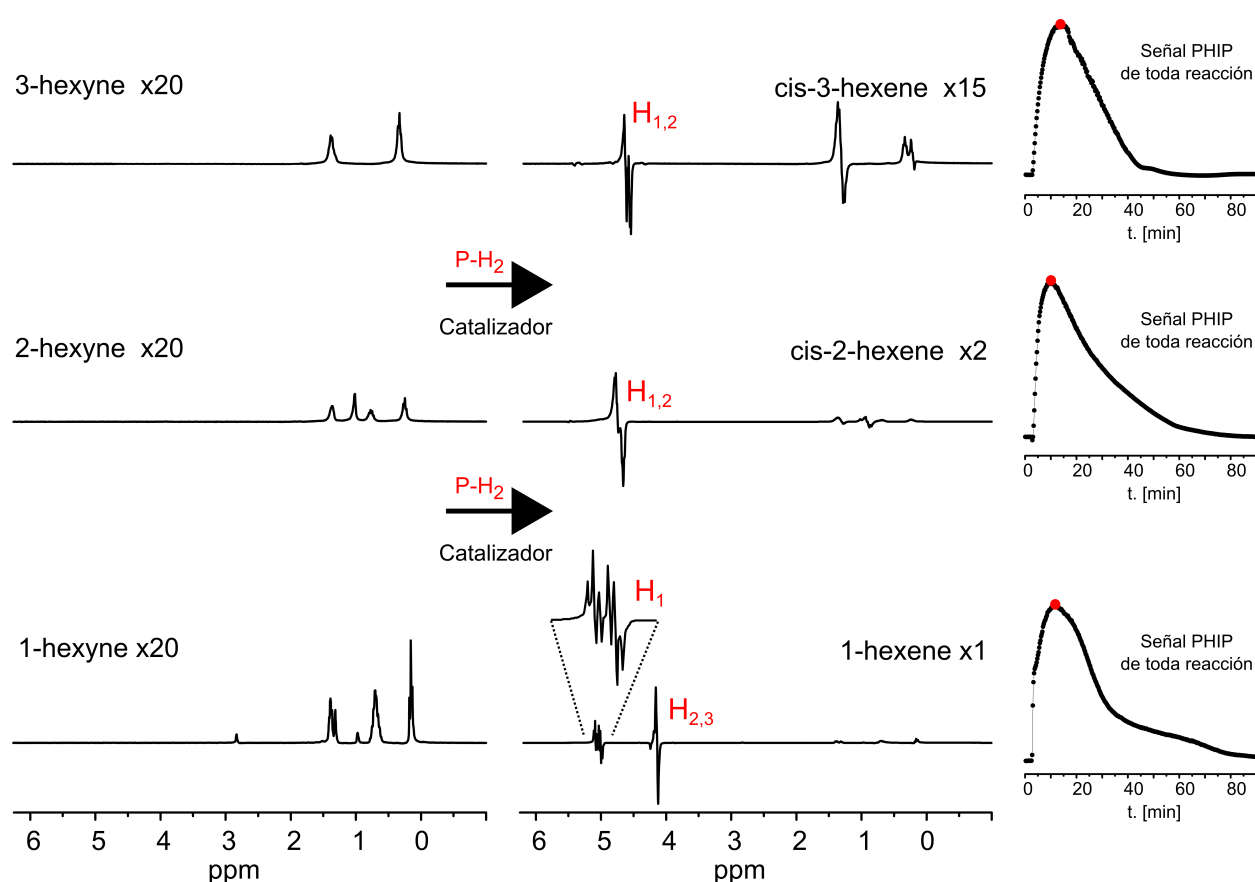 3-hexyne x20
cis-3-hexene x15
H1,2
Señal PHIP
de toda reacción
0 20 40 60 80
t. [min]
P-H2
Catalizador
2-hexyne x20
cis-2-hexene x2
H1,2
Señal PHIP
de toda reacción
0 20 40 60 80
t. [min]
P-H2
Catalizador
1-hexyne x20
H1
1-hexene x1
H2,3
Señal PHIP
de toda reacción
0 20 40 60 80
t. [min]
6 5 4 3 2 1 0
ppm
6 5 4 3 2 1 0
ppm